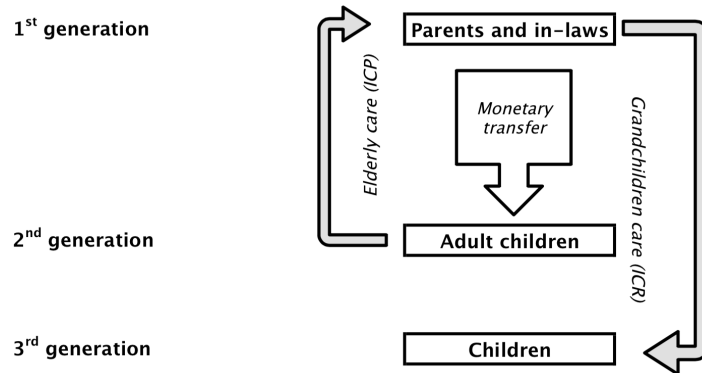 1st generation
Parents and in-laws
Elderly care (ICP)
Monetary
transfer
Grandchildren care (ICR)
2nd generation
Adult children
3rd generation
Children